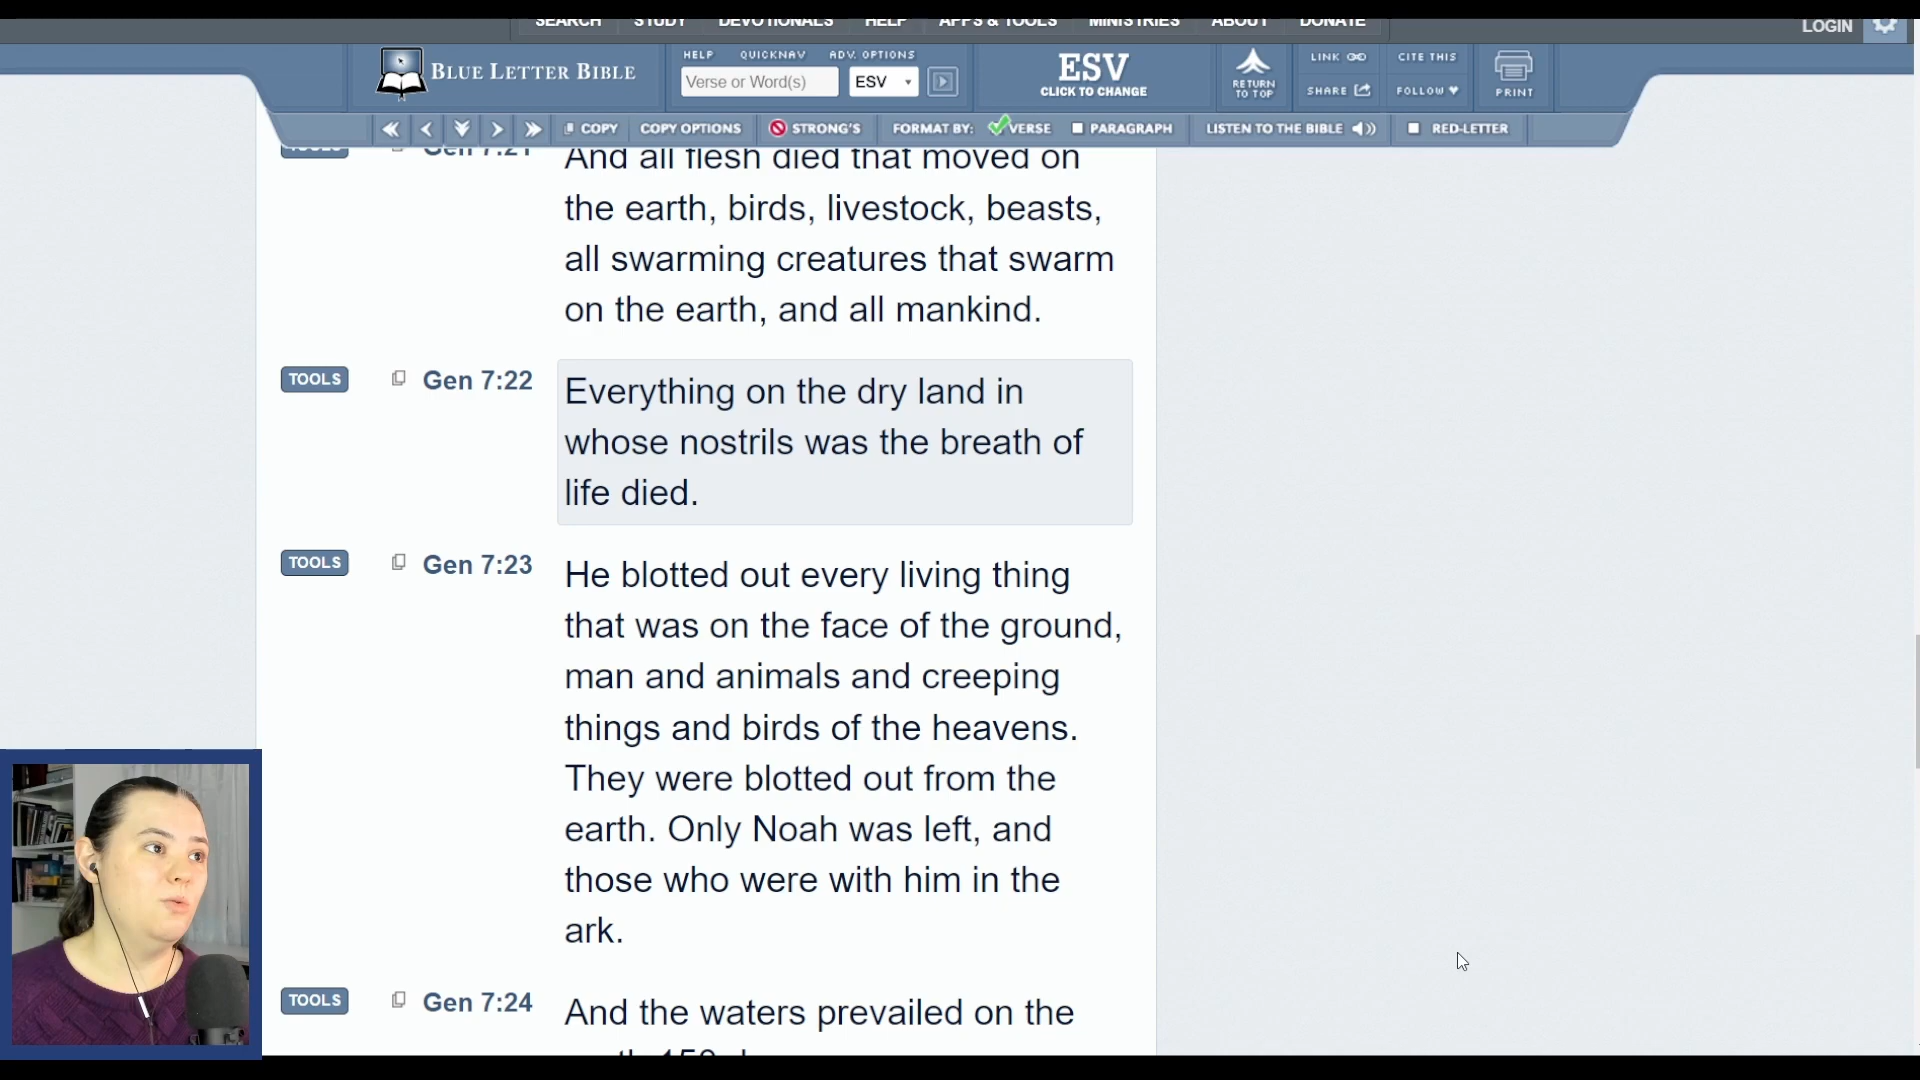 SEARCH STUDY DEVOTIONALS HELP APPS & TOOLS MINISTRIES ABOUT DONATE
LOGIN
BLUE LETTER BIBLE
HELP QUICKNAV ADV. OPTIONS
Verse or Word(s)
ESV
ESV
CLICK TO CHANGE
RETURN
TO TOP
LINK
SHARE
CITE THIS
FOLLOW
PRINT
COPY COPY OPTIONS STRONG'S FORMAT BY: VERSE PARAGRAPH LISTEN TO THE BIBLE RED-LETTER
TOOLS
Gen 7:21
And all flesh died that moved on
the earth, birds, livestock, beasts,
all swarming creatures that swarm
on the earth, and all mankind.
TOOLS
Gen 7:22
Everything on the dry land in
whose nostrils was the breath of
life died.
TOOLS
Gen 7:23
He blotted out every living thing
that was on the face of the ground,
man and animals and creeping
things and birds of the heavens.
They were blotted out from the
earth. Only Noah was left, and
those who were with him in the
ark.
TOOLS
Gen 7:24
And the waters prevailed on the